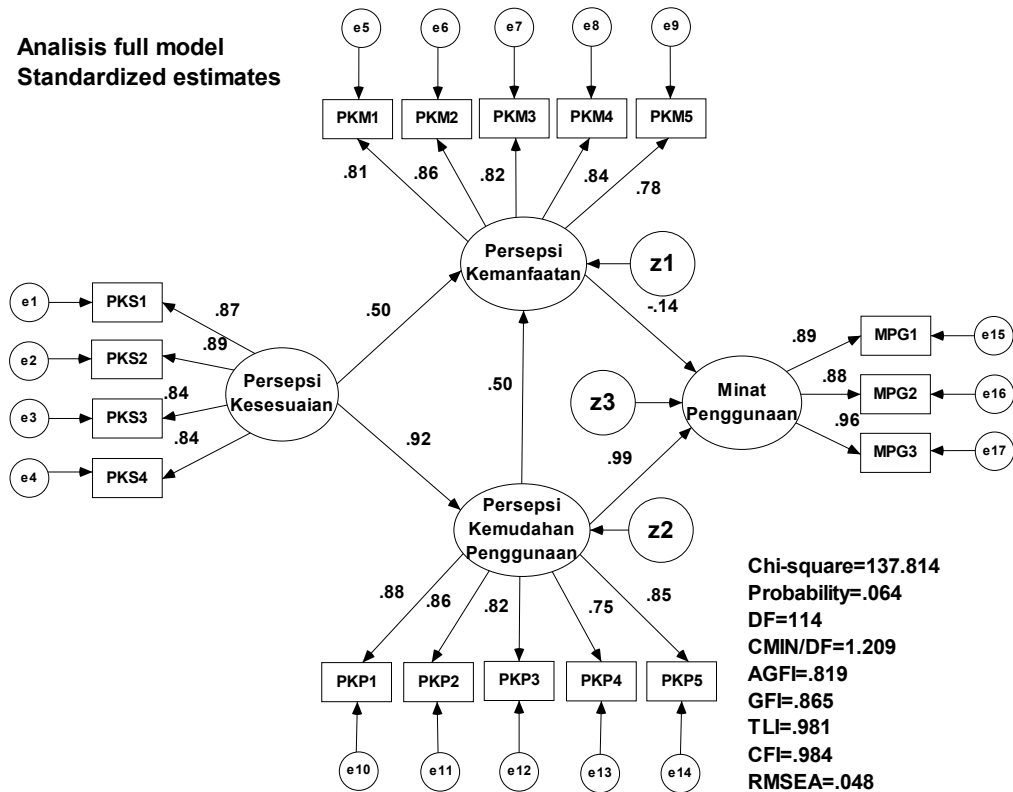 Analisis full model
Standardized estimates
e5 e6 e7 e8 e9
PKM1 PKM2 PKM3 PKM4 PKM5
.81 .86 .82 .84 .78
Persepsi
Kemanfaatan
z1
e1 PKS1
e2 PKS2
e3 PKS3
e4 PKS4
.87
.89
.84
.84
Persepsi
Kesesuaian
.50
.92
.50
-.14
.99
z3
Minat
Penggunaan
.89
.88
.96
MPG1 e15
MPG2 e16
MPG3 e17
Persepsi
Kemudahan
Penggunaan
z2
.88 .86 .82 .75 .85
PKP1 PKP2 PKP3 PKP4 PKP5
e10 e11 e12 e13 e14
Chi-square=137.814
Probability=.064
DF=114
CMIN/DF=1.209
AGFI=.819
GFI=.865
TLI=.981
CFI=.984
RMSEA=.048